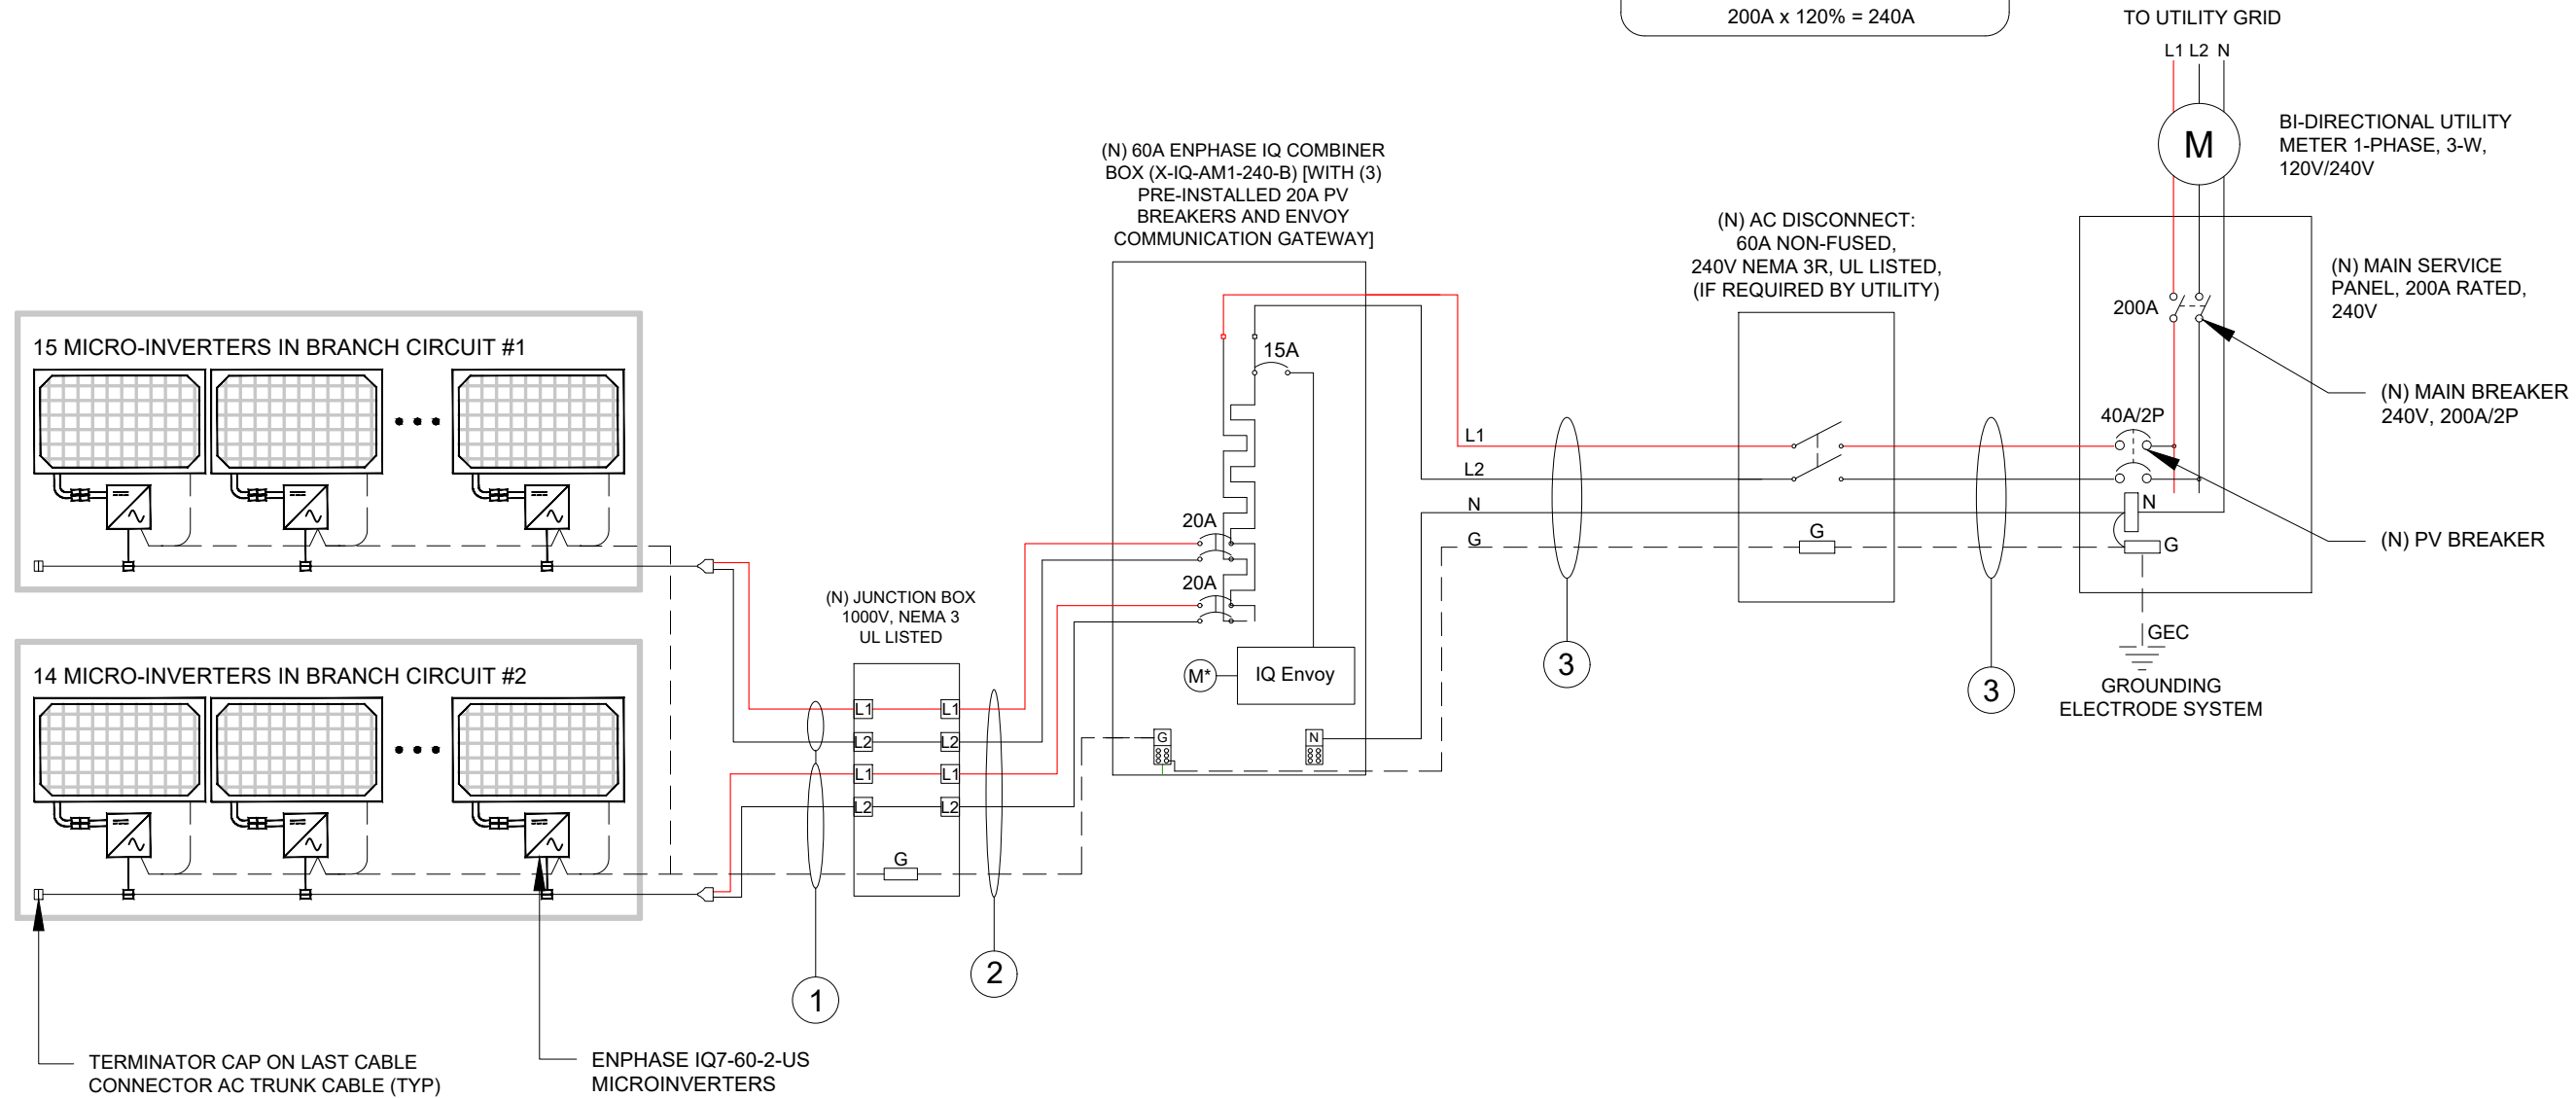 200A x 120% = 240A
TO UTILITY GRID
L1 L2 N
M
BI-DIRECTIONAL UTILITY
METER 1-PHASE, 3-W,
120V/240V
(N) 60A ENPHASE IQ COMBINER
BOX (X-IQ-AM1-240-B) [WITH (3)
PRE-INSTALLED 20A PV
BREAKERS AND ENVOY
COMMUNICATION GATEWAY]
(N) AC DISCONNECT:
60A NON-FUSED,
240V NEMA 3R, UL LISTED,
(IF REQUIRED BY UTILITY)
(N) MAIN SERVICE
PANEL, 200A RATED,
240V
200A
15 MICRO-INVERTERS IN BRANCH CIRCUIT #1
15A
(N) MAIN BREAKER
240V, 200A/2P
40A/2P
L1
L2
N
G
G
N
G
(N) PV BREAKER
20A
20A
(N) JUNCTION BOX
1000V, NEMA 3
UL LISTED
GEC
GROUNDING
ELECTRODE SYSTEM
3
3
14 MICRO-INVERTERS IN BRANCH CIRCUIT #2
M*
IQ Envoy
L1
L1
L2
L2
L1
L1
L2
L2
G
G
N
2
1
TERMINATOR CAP ON LAST CABLE
CONNECTOR AC TRUNK CABLE (TYP)
ENPHASE IQ7-60-2-US
MICROINVERTERS